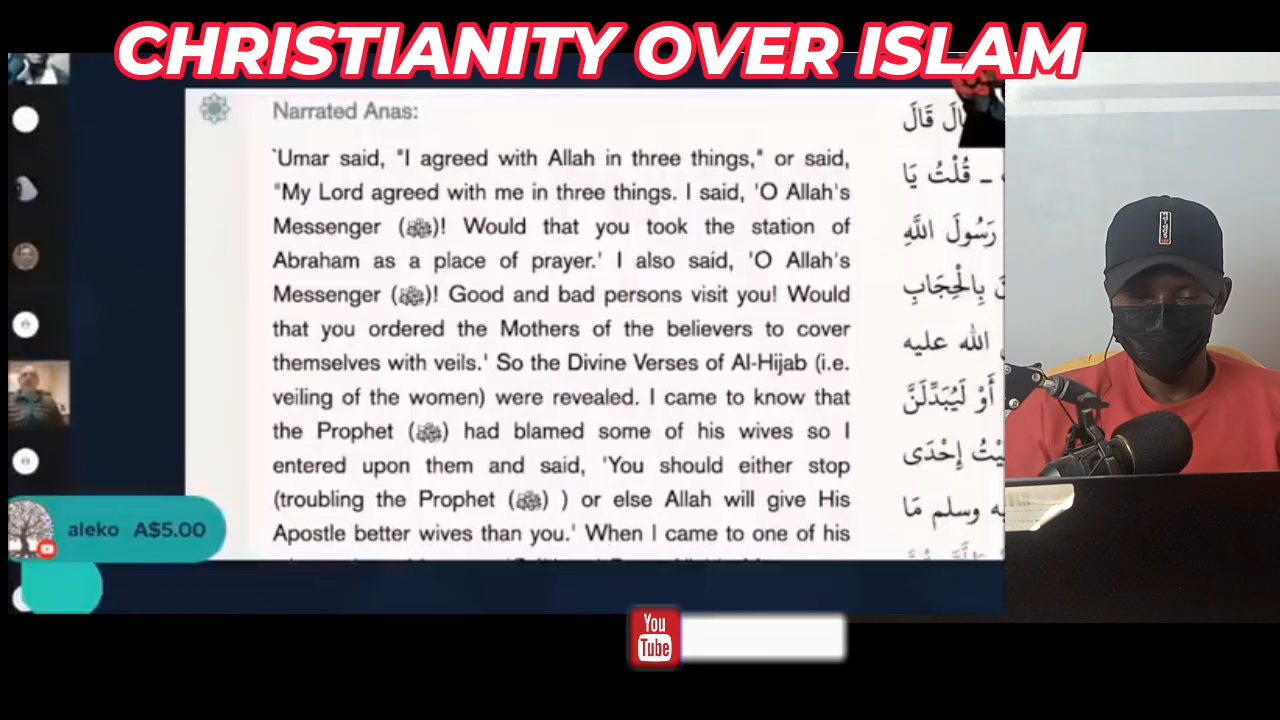 CHRISTIANITY OVER ISLAM
Narrated Anas:
`Umar said, "I agreed with Allah in three things," or said,
"My Lord agreed with me in three things. I said, 'O Allah's
Messenger (ﷺ)! Would that you took the station of
Abraham as a place of prayer.' I also said, 'O Allah's
Messenger (ﷺ)! Good and bad persons visit you! Would
that you ordered the Mothers of the believers to cover
themselves with veils.' So the Divine Verses of Al-Hijab (i.e.
veiling of the women) were revealed. I came to know that
the Prophet (ﷺ) had blamed some of his wives so I
entered upon them and said, 'You should either stop
(troubling the Prophet (ﷺ) ) or else Allah will give His
Apostle better wives than you.' When I came to one of his
قَالَ
ـ قُلْتُ يَا
رَسُولَ اللَّهِ
بِالْحِجَابِ
الله عليه
أَوْ لَيُبَدِّلَنَّ
إِحْدَى
وسلم مَا
aleko A$5.00
You
Tube